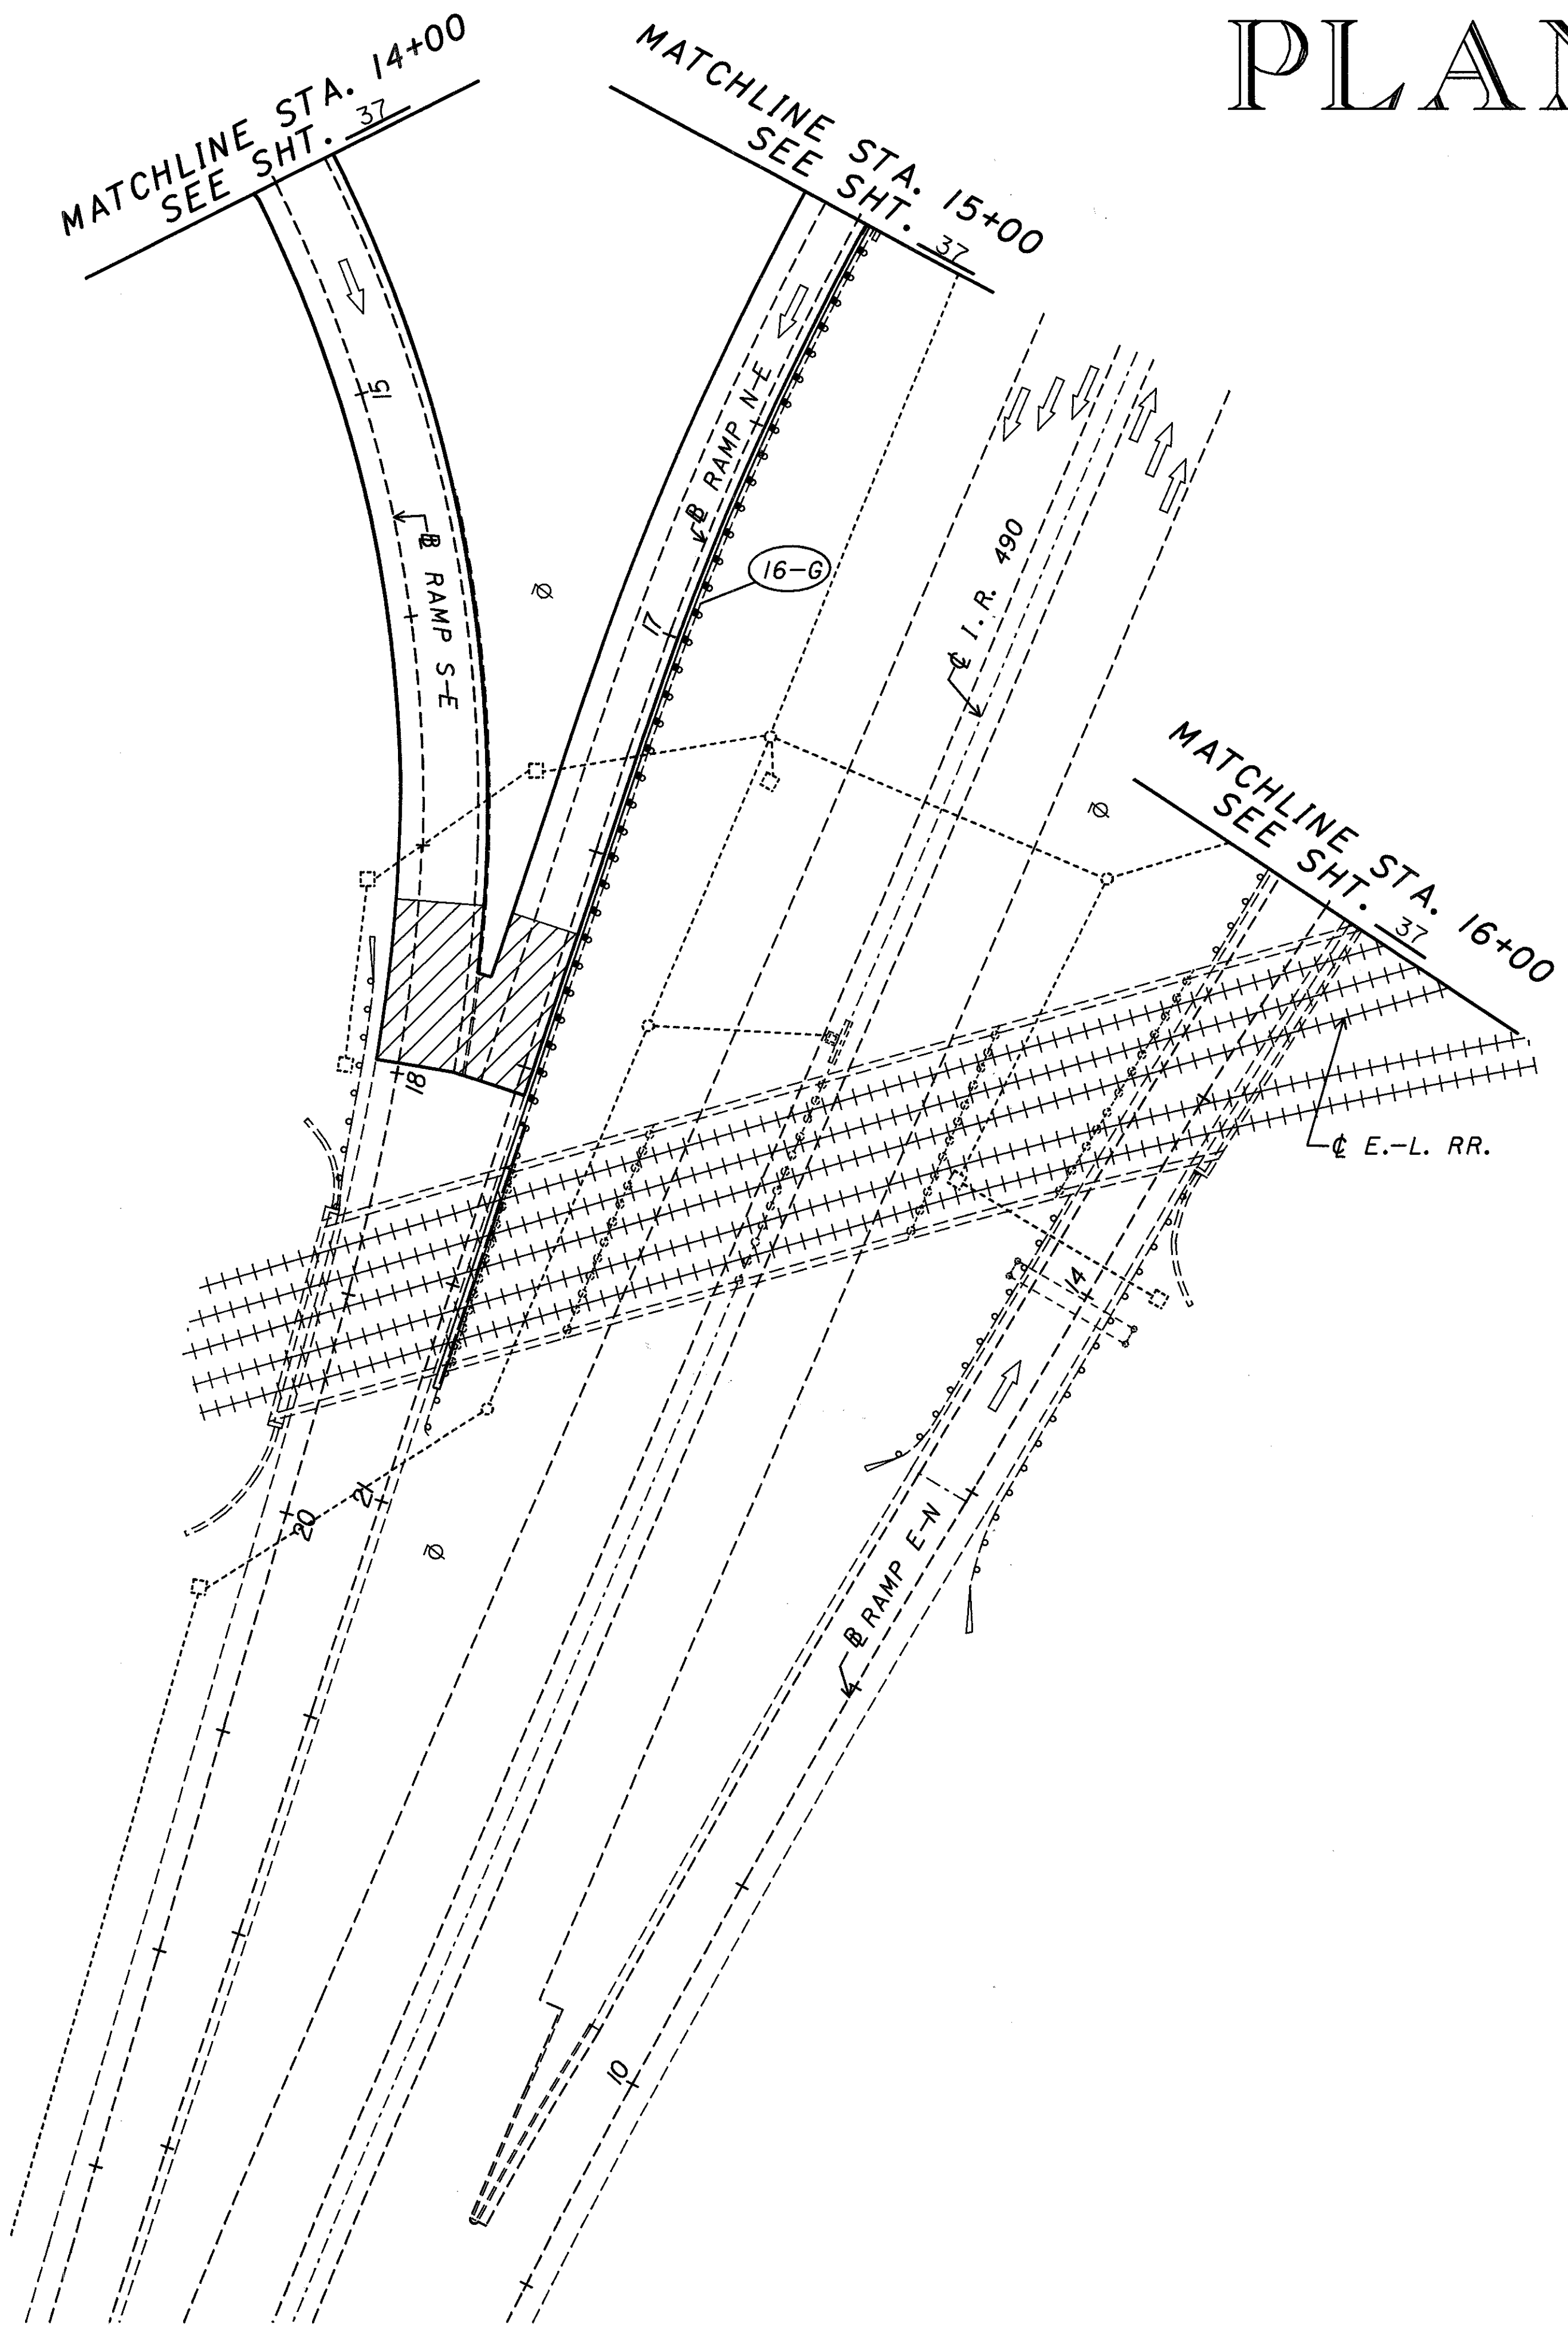 PLAN
MATCHLINE STA. 14+00
SEE SHT. 37
MATCHLINE STA. 15+00
SEE SHT. 37
15
℄ I.R. 490
B RAMP N-E
B RAMP S-E
16-G
17
MATCHLINE STA. 16+00
SEE SHT. 37
18
℄ E.-L. RR.
14
20
21
B RAMP E-N
10